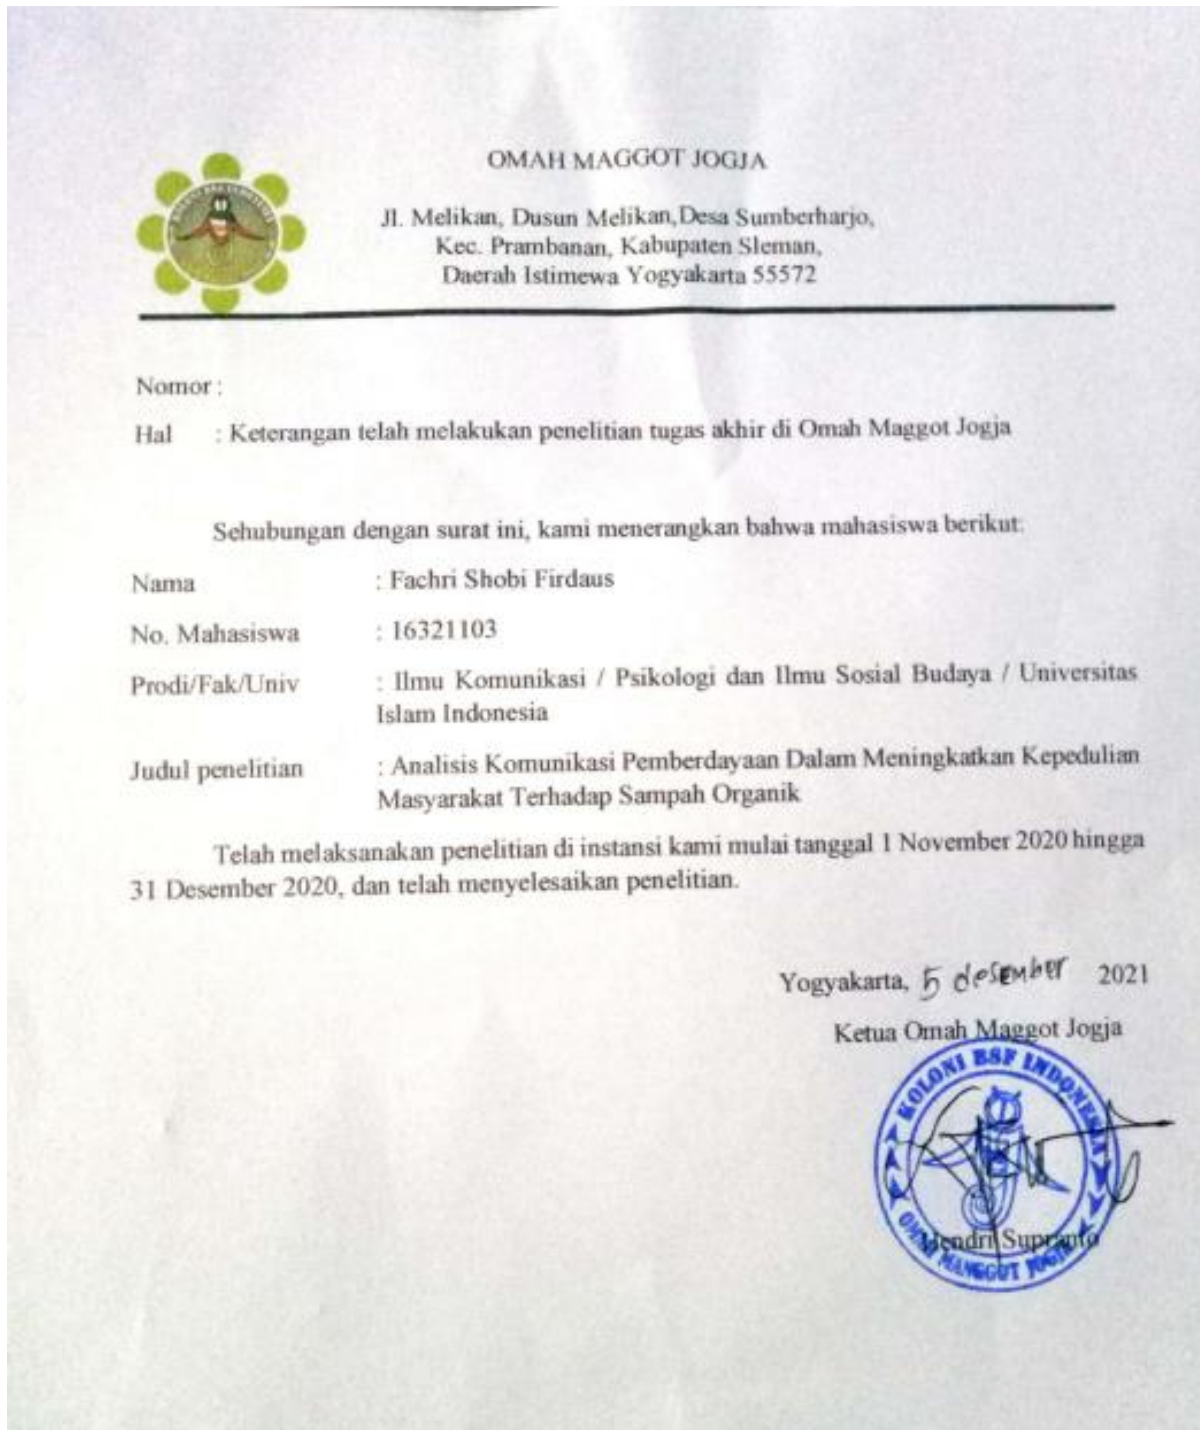 OMAH MAGGOT JOGJA
Jl. Melikan, Dusun Melikan, Desa Sumberharjo,
Kec. Prambanan, Kabupaten Sleman,
Daerah Istimewa Yogyakarta 55572
Nomor :
Hal : Keterangan telah melakukan penelitian tugas akhir di Omah Maggot Jogja
Sehubungan dengan surat ini, kami menerangkan bahwa mahasiswa berikut:
Nama : Fachri Shobi Firdaus
No. Mahasiswa : 16321103
Prodi/Fak/Univ : Ilmu Komunikasi / Psikologi dan Ilmu Sosial Budaya / Universitas
Islam Indonesia
Judul penelitian : Analisis Komunikasi Pemberdayaan Dalam Meningkatkan Kepedulian
Masyarakat Terhadap Sampah Organik
Telah melaksanakan penelitian di instansi kami mulai tanggal 1 November 2020 hingga
31 Desember 2020, dan telah menyelesaikan penelitian.
Yogyakarta, 5 desember 2021
Ketua Omah Maggot Jogja
KOLONI BSF INDONESIA
Supranto
MANGGOT JOGJA